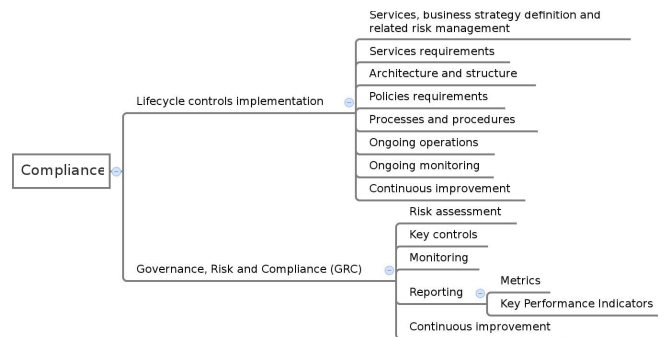 Services, business strategy definition and
related risk management
Services requirements
Architecture and structure
Lifecycle controls implementation
Policies requirements
Processes and procedures
Ongoing operations
Ongoing monitoring
Compliance
Continuous improvement
Risk assessment
Key controls
Monitoring
Governance, Risk and Compliance (GRC)
Metrics
Reporting
Key Performance Indicators
Continuous improvement